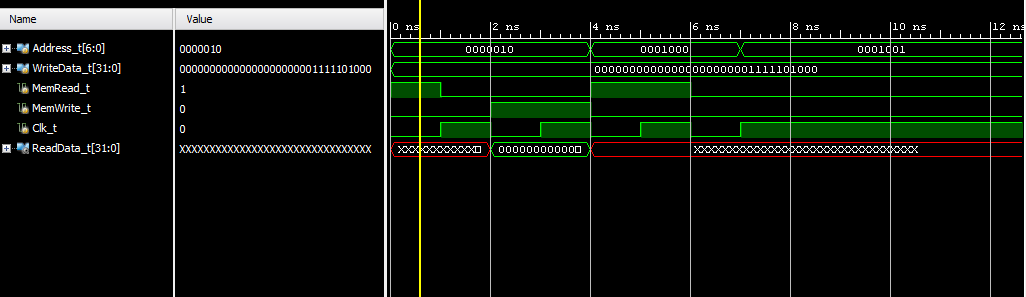 Name Value 0 ns 2 ns 4 ns 6 ns 8 ns 10 ns 12 ns
Address_t[6:0] 0000010 0000010 0001000 0001001
WriteData_t[31:0] 00000000000000000000001111101000 00000000000000000000001111101000
MemRead_t 1
MemWrite_t 0
Clk_t 0
ReadData_t[31:0] XXXXXXXXXXXXXXXXXXXXXXXXXXXXXXXX XXXXXXXXXXX 00000000000 XXXXXXXXXXXXXXXXXXXXXXXXXXXXXXXX